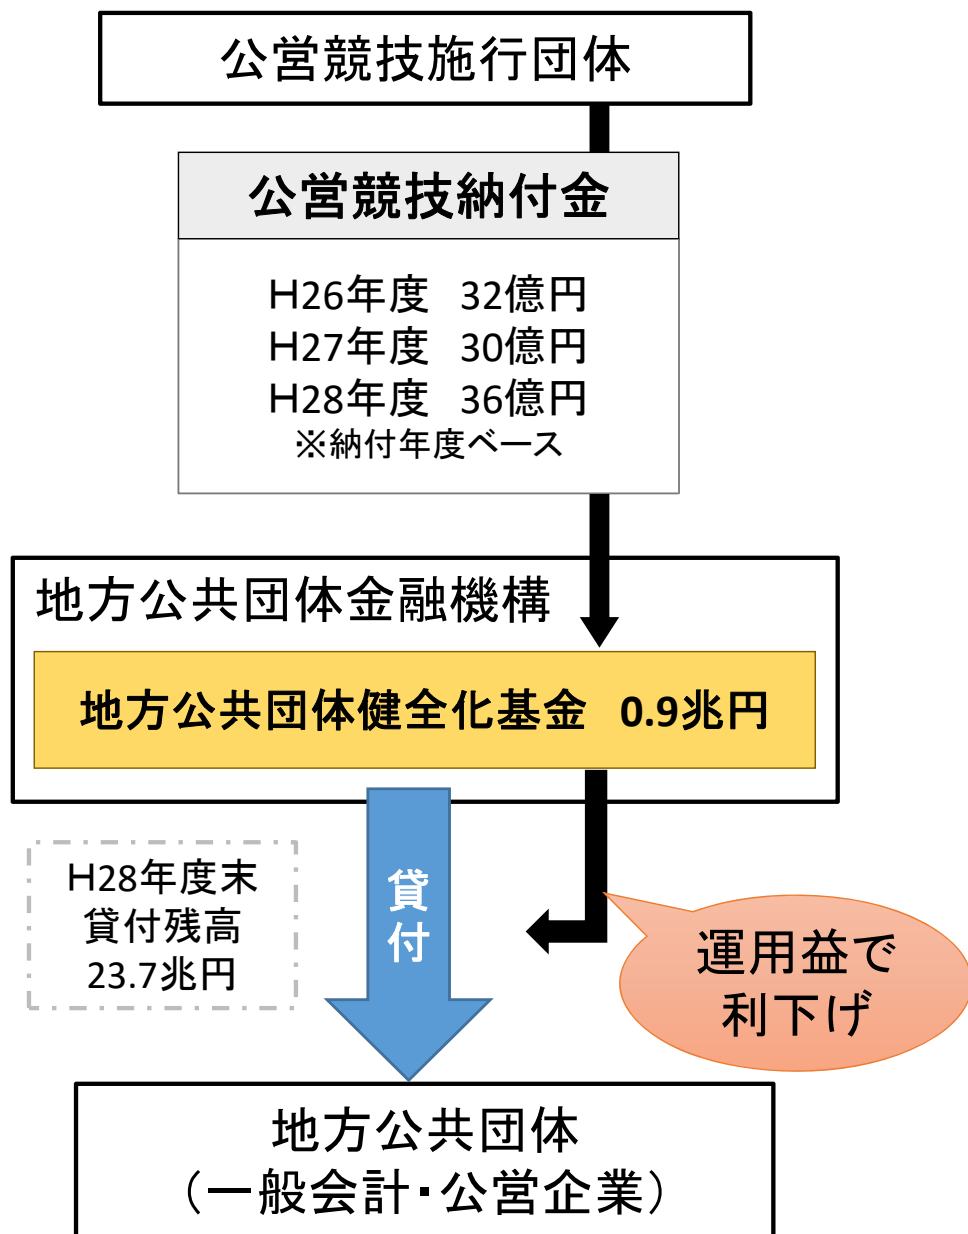 公営競技施行団体
公営競技納付金
H26年度　32億円
H27年度　30億円
H28年度　36億円
※納付年度ベース
地方公共団体金融機構
地方公共団体健全化基金　0.9兆円
H28年度末
貸付残高
23.7兆円
貸
付
運用益で
利下げ
地方公共団体
（一般会計・公営企業）